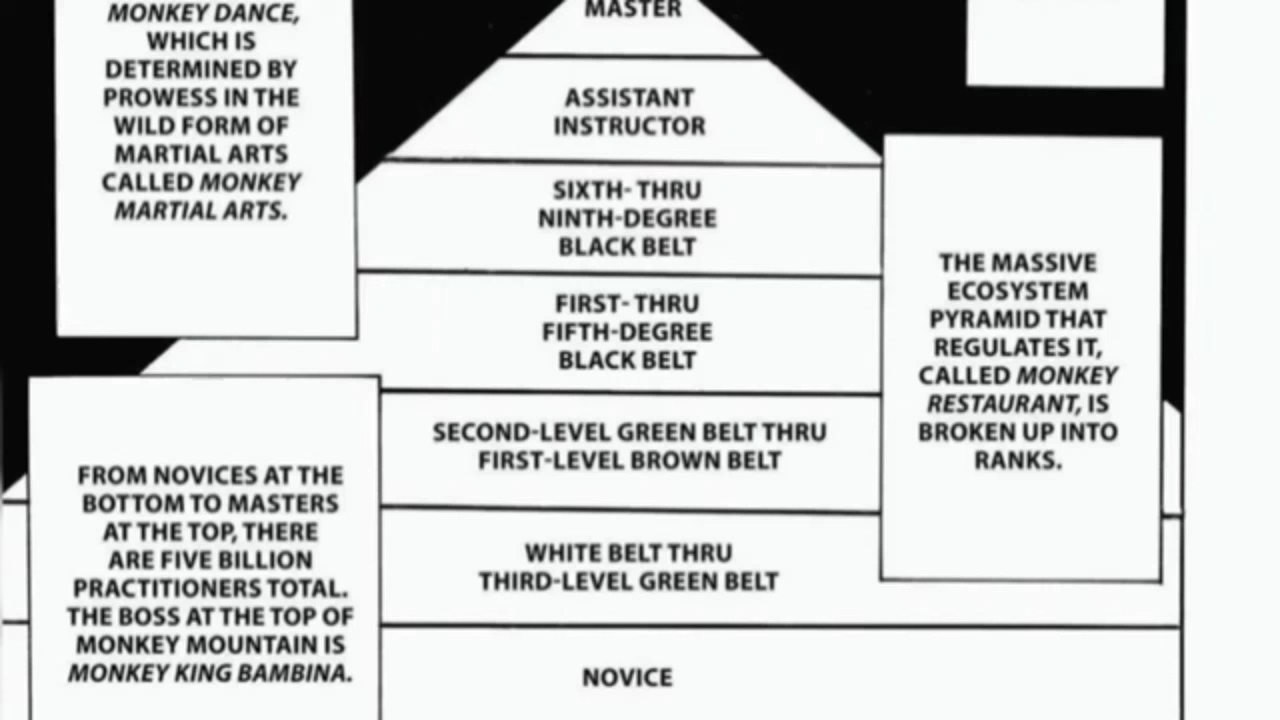 MONKEY DANCE,
WHICH IS
DETERMINED BY
PROWESS IN THE
WILD FORM OF
MARTIAL ARTS
CALLED MONKEY
MARTIAL ARTS.
MASTER
ASSISTANT
INSTRUCTOR
SIXTH- THRU
NINTH-DEGREE
BLACK BELT
FIRST- THRU
FIFTH-DEGREE
BLACK BELT
SECOND-LEVEL GREEN BELT THRU
FIRST-LEVEL BROWN BELT
WHITE BELT THRU
THIRD-LEVEL GREEN BELT
NOVICE
THE MASSIVE
ECOSYSTEM
PYRAMID THAT
REGULATES IT,
CALLED MONKEY
RESTAURANT, IS
BROKEN UP INTO
RANKS.
FROM NOVICES AT THE
BOTTOM TO MASTERS
AT THE TOP, THERE
ARE FIVE BILLION
PRACTITIONERS TOTAL.
THE BOSS AT THE TOP OF
MONKEY MOUNTAIN IS
MONKEY KING BAMBINA.